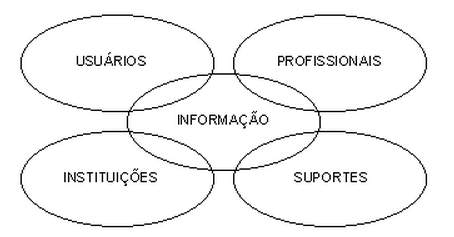 USUÁRIOS
PROFISSIONAIS
INFORMAÇÃO
INSTITUIÇÕES
SUPORTES